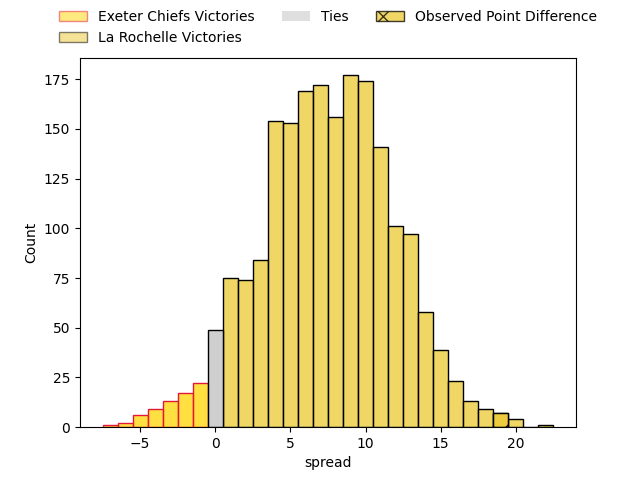 Exeter Chiefs Victories
La Rochelle Victories
Ties
Observed Point Difference
Count
175
150
125
100
75
50
25
0
−5
0
5
10
15
20
spread